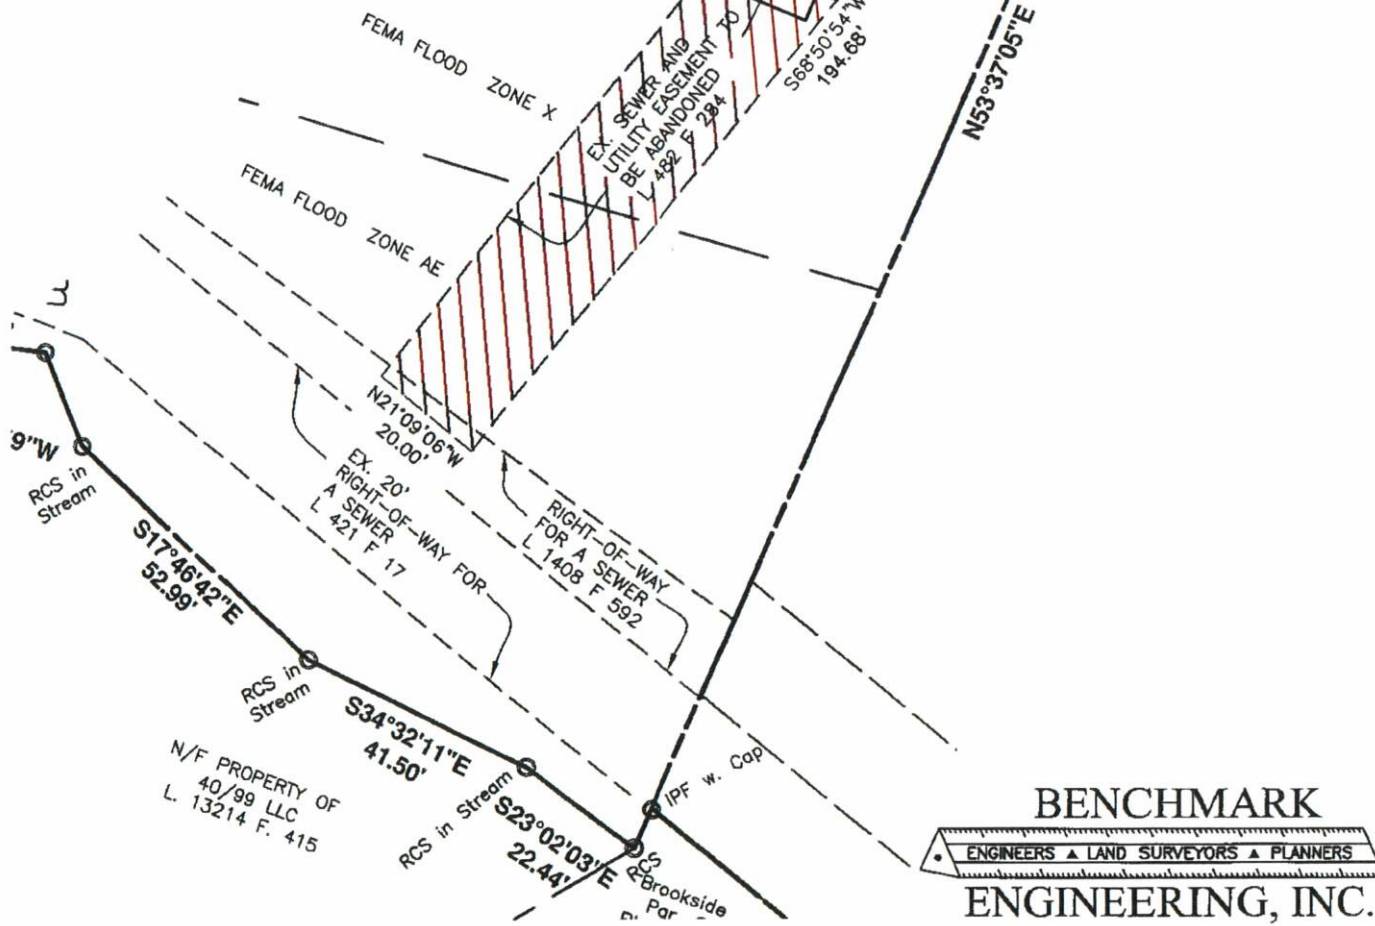 FEMA FLOOD ZONE X
FEMA FLOOD ZONE AE
EX. SEWER AND
UTILITY EASEMENT TO
BE ABANDONED
L 482 F 284
S68°50'54"W
194.68'
N53°37'05"E
N21°09'06"W
20.00'
EX. 20'
RIGHT-OF-WAY FOR
A SEWER
L 421 F 17
RIGHT-OF-WAY
FOR A SEWER
L 1408 F 592
9"W
RCS in
Stream
S17°46'42"E
52.99'
RCS in
Stream
S34°32'11"E
41.50'
N/F PROPERTY OF
40/99 LLC
L. 13214 F. 415
RCS in Stream
S23°02'03"E
22.44'
IPF w. Cap
RCS
Brookside
BENCHMARK
ENGINEERS ▲ LAND SURVEYORS ▲ PLANNERS
ENGINEERING, INC.